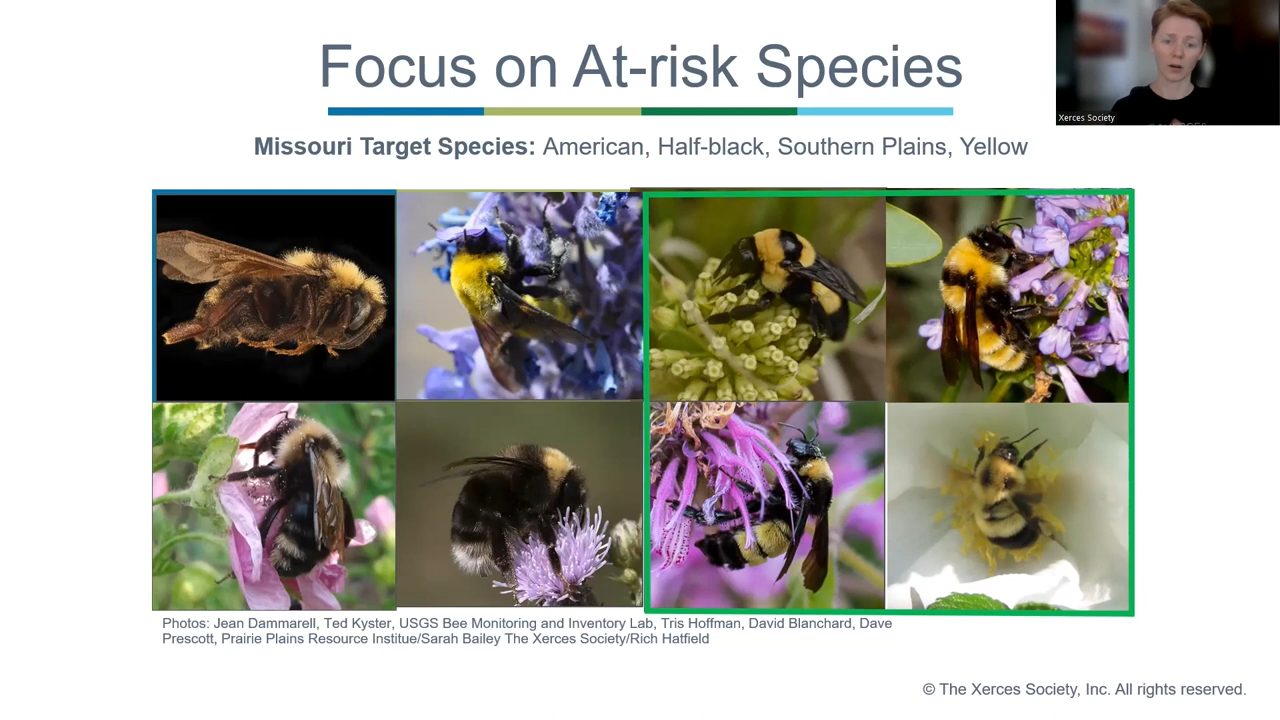 Focus on At-risk Species
Xerces Society
Missouri Target Species: American, Half-black, Southern Plains, Yellow
Photos: Jean Dammarell, Ted Kyster, USGS Bee Monitoring and Inventory Lab, Tris Hoffman, David Blanchard, Dave
Prescott, Prairie Plains Resource Institue/Sarah Bailey The Xerces Society/Rich Hatfield
© The Xerces Society, Inc. All rights reserved.